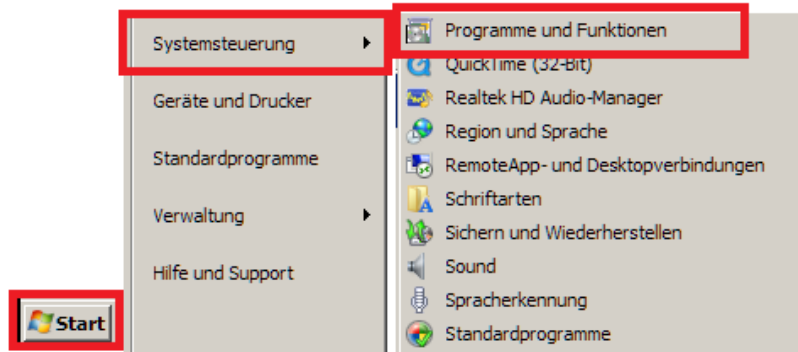 Systemsteuerung
Geräte und Drucker
Standardprogramme
Verwaltung
Hilfe und Support
Start
Programme und Funktionen
QuickTime (32-Bit)
Realtek HD Audio-Manager
Region und Sprache
RemoteApp- und Desktopverbindungen
Schriftarten
Sichern und Wiederherstellen
Sound
Spracherkennung
Standardprogramme